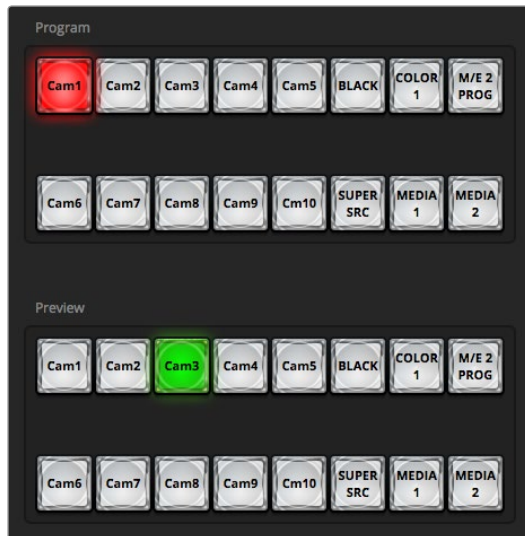 Program
Cam1 Cam2 Cam3 Cam4 Cam5 BLACK COLOR 1 M/E 2 PROG
Cam6 Cam7 Cam8 Cam9 Cm10 SUPER SRC MEDIA 1 MEDIA 2
Preview
Cam1 Cam2 Cam3 Cam4 Cam5 BLACK COLOR 1 M/E 2 PROG
Cam6 Cam7 Cam8 Cam9 Cm10 SUPER SRC MEDIA 1 MEDIA 2